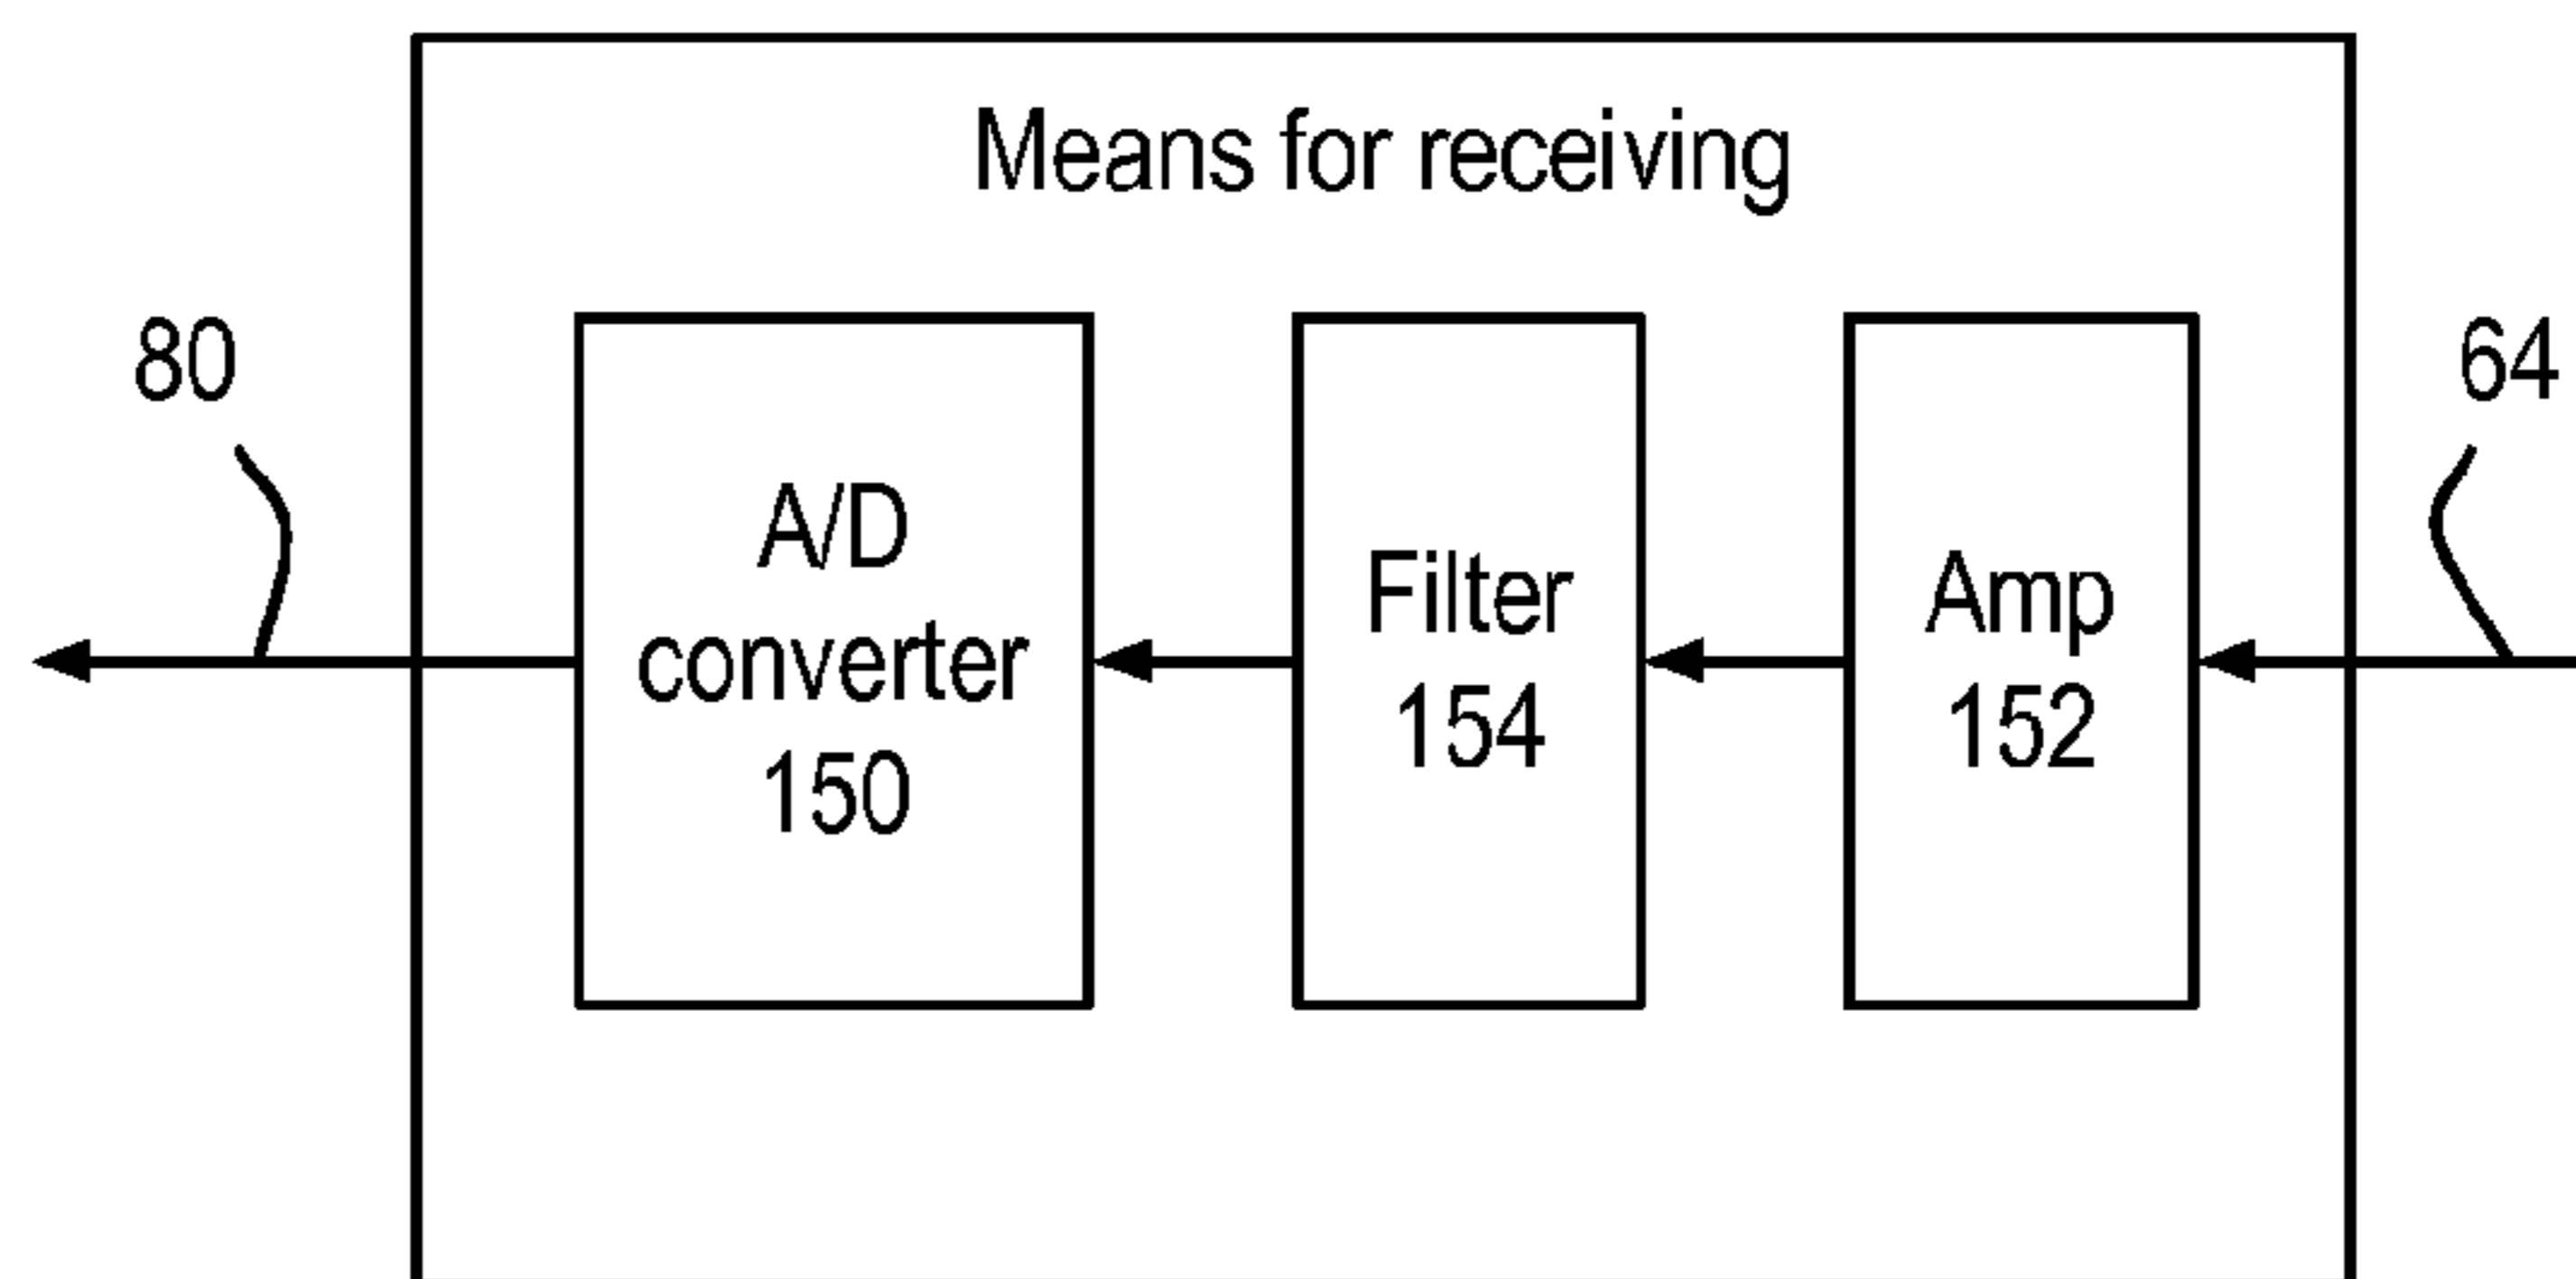 Means for receiving
80
64
A/D
converter
150
Filter
154
Amp
152